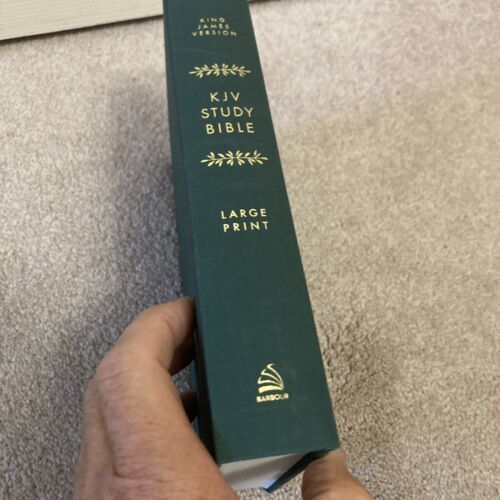 KING
JAMES
VERSION
KJV
STUDY
BIBLE
LARGE
PRINT
BARBOUR